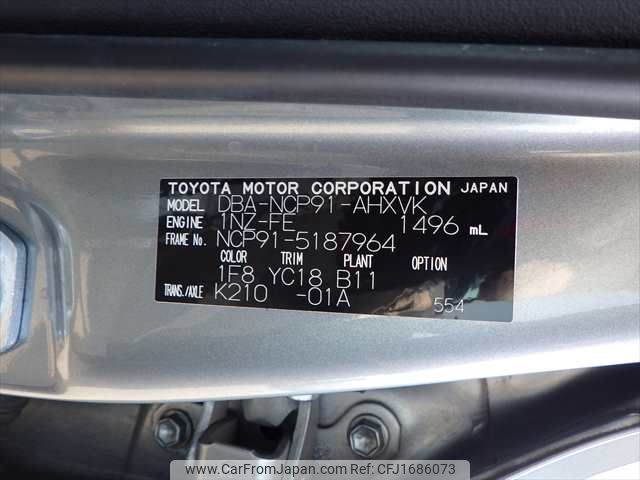 TOYOTA MOTOR CORPORATION JAPAN
MODEL DBA-NCP91-AHXVK
ENGINE 1NZ-FE 1496 mL
FRAME No. NCP91-5187964
COLOR TRIM PLANT OPTION
1F8 YC18 B11
TRANS./AXLE K210 -01A
554
www.CarFromJapan.com | Ref No: CFJ1686073